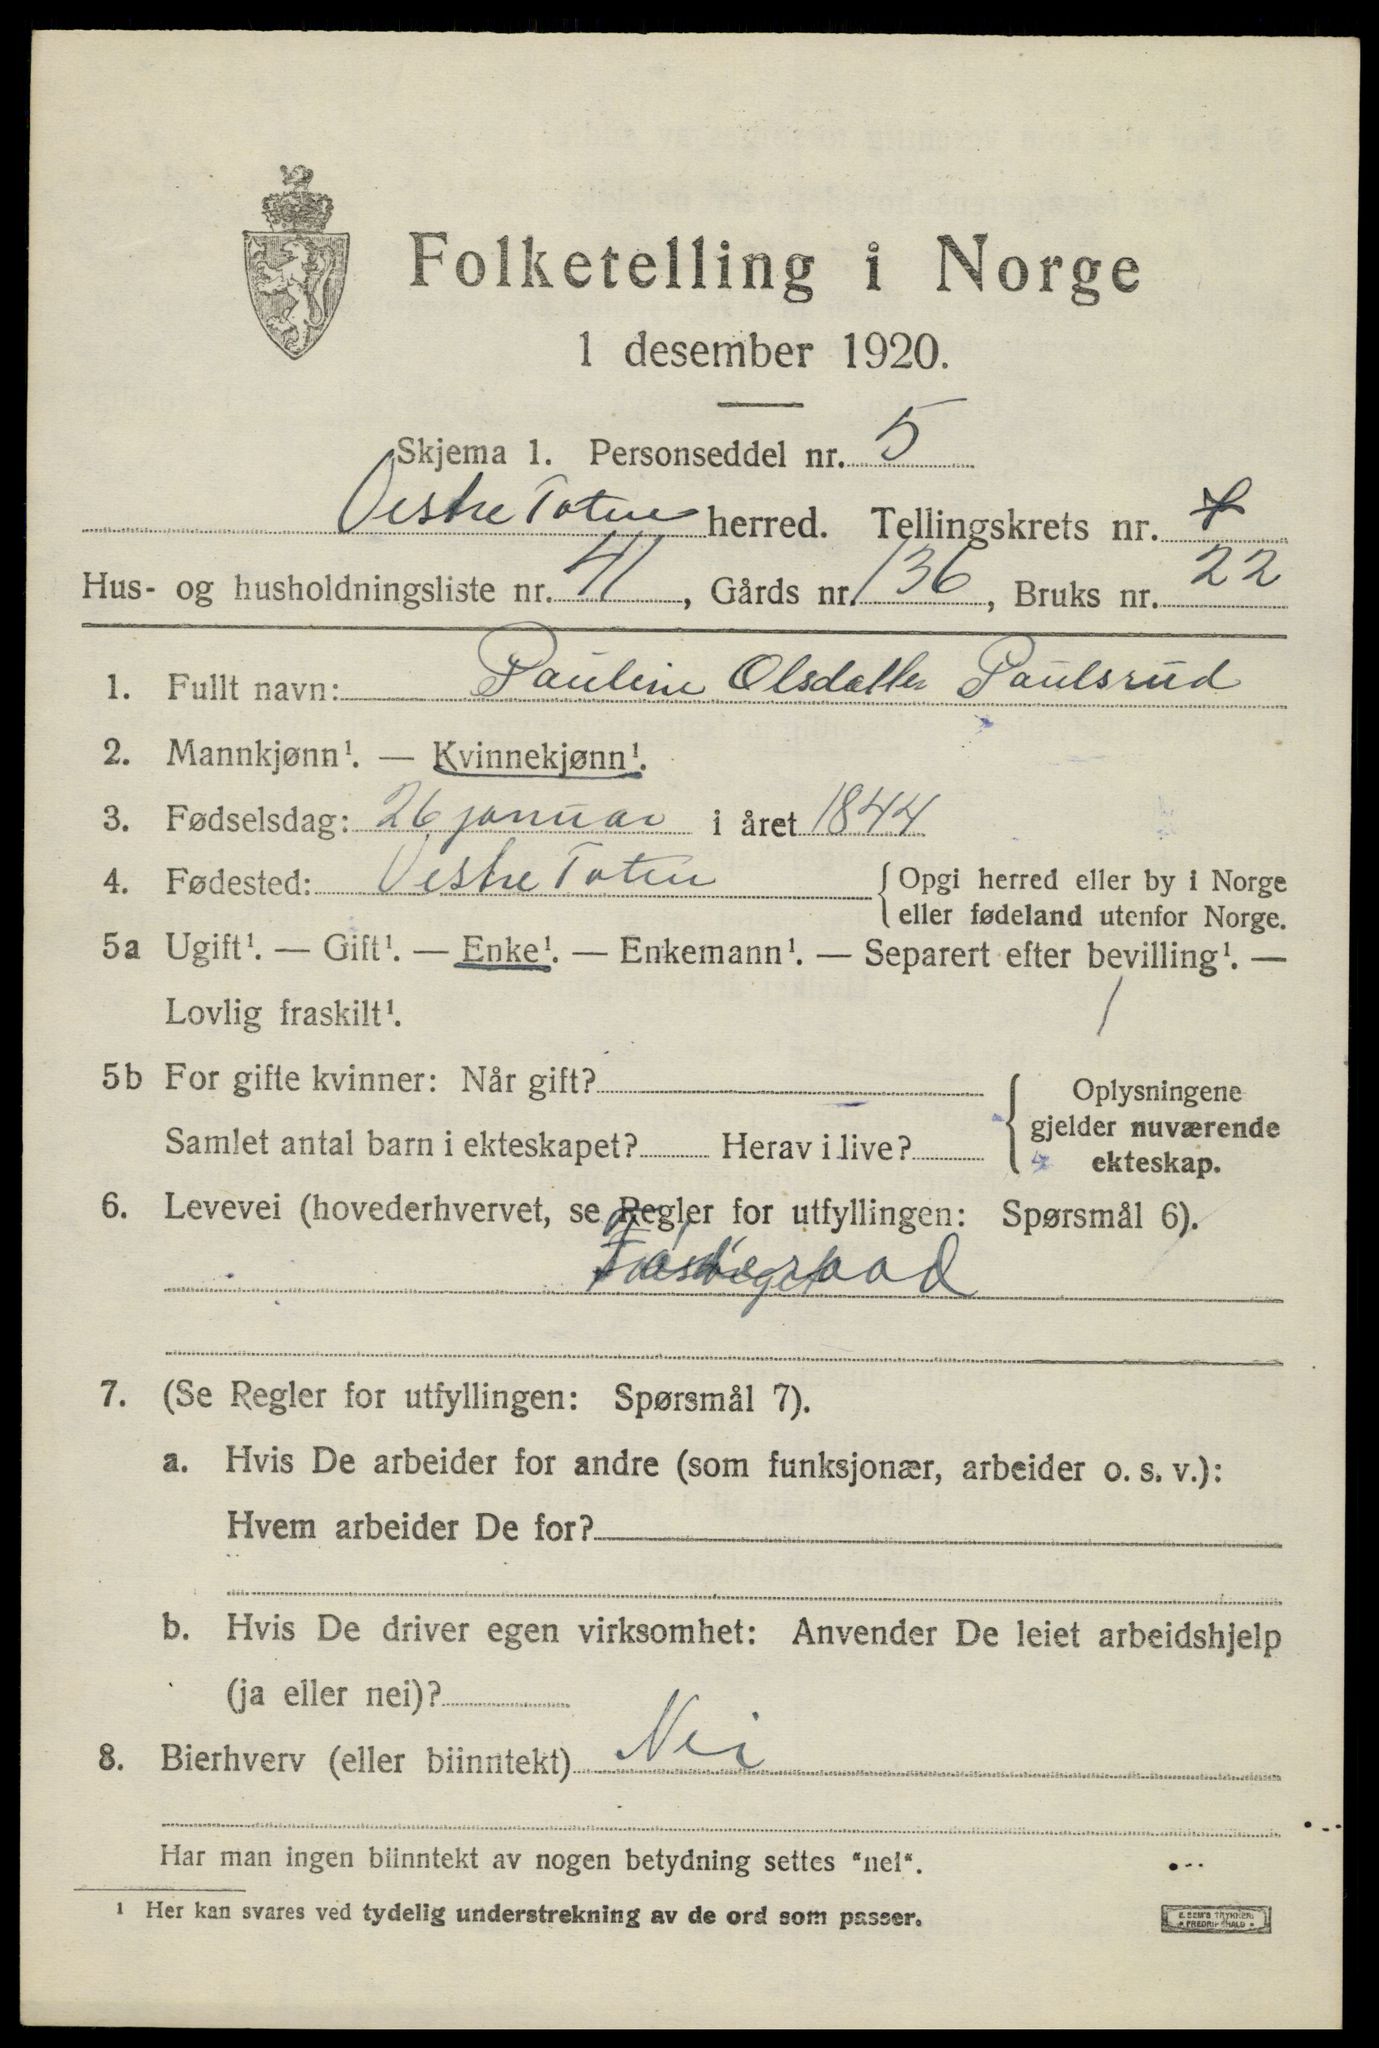 Folketelling i Norge
1 desember 1920.
Skjema 1. Personseddel nr. 5
Vestre Toten herred. Tellingskrets nr.
Hus- og husholdningsliste nr. 41, Gårds nr. 136, Bruks nr. 22
1. Fullt navn: Pauline Olsdatter Paulsrud
2. Mannkjønn¹. — Kvinnekjønn¹.
3. Fødselsdag: 26 januar i året 1844
4. Fødested: Vestre Toten {Opgi herred eller by i Norge
eller fødeland utenfor Norge.
5a Ugift¹. — Gift¹. — Enke¹. — Enkemann¹. — Separert efter bevilling¹. —
Lovlig fraskilt¹.
5b For gifte kvinner: Når gift?
Samlet antal barn i ekteskapet? Herav i live?
{Oplysningene
gjelder nuværende
ekteskap.
6. Levevei (hovederhvervet, se Regler for utfyllingen: Spørsmål 6).
7. (Se Regler for utfyllingen: Spørsmål 7).
a. Hvis De arbeider for andre (som funksjonær, arbeider o. s. v.):
Hvem arbeider De for?
b. Hvis De driver egen virksomhet: Anvender De leiet arbeidshjelp
(ja eller nei)?
8. Bierhverv (eller biinntekt) Nei
Har man ingen biinntekt av nogen betydning settes "nei".
¹ Her kan svares ved tydelig understrekning av de ord som passer.
E. SEM'S TRYKKERI
FREDRIKSHALD